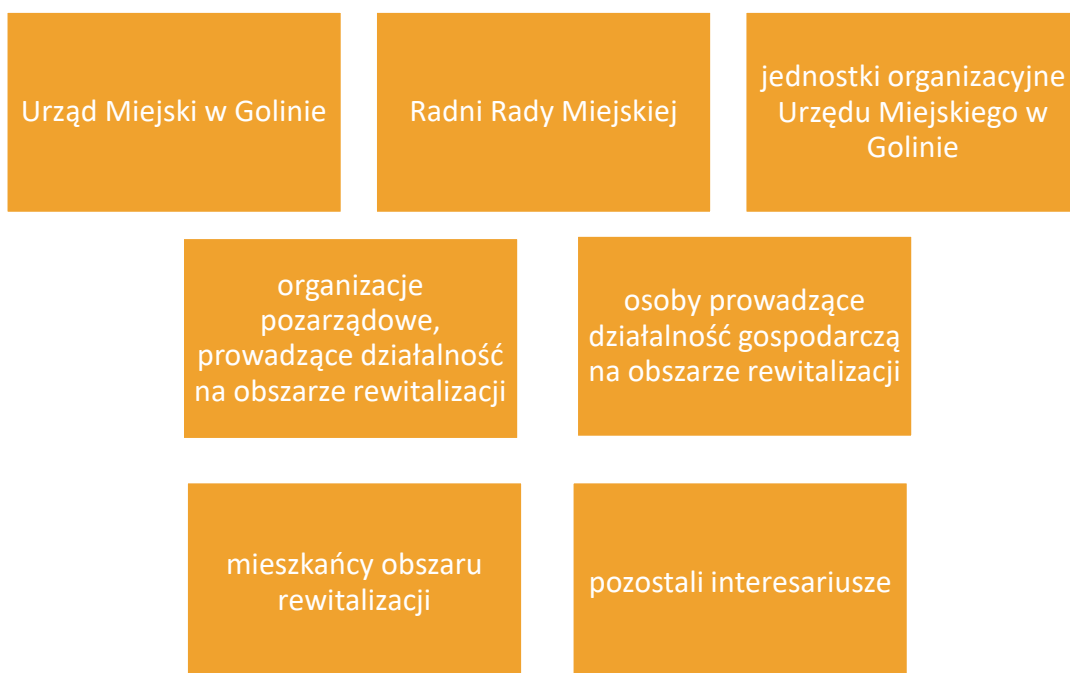 Urząd Miejski w Golinie
Radni Rady Miejskiej
jednostki organizacyjne
Urzędu Miejskiego w
Golinie
organizacje
pozarządowe,
prowadzące działalność
na obszarze rewitalizacji
osoby prowadzące
działalność gospodarczą
na obszarze rewitalizacji
mieszkańcy obszaru
rewitalizacji
pozostali interesariusze